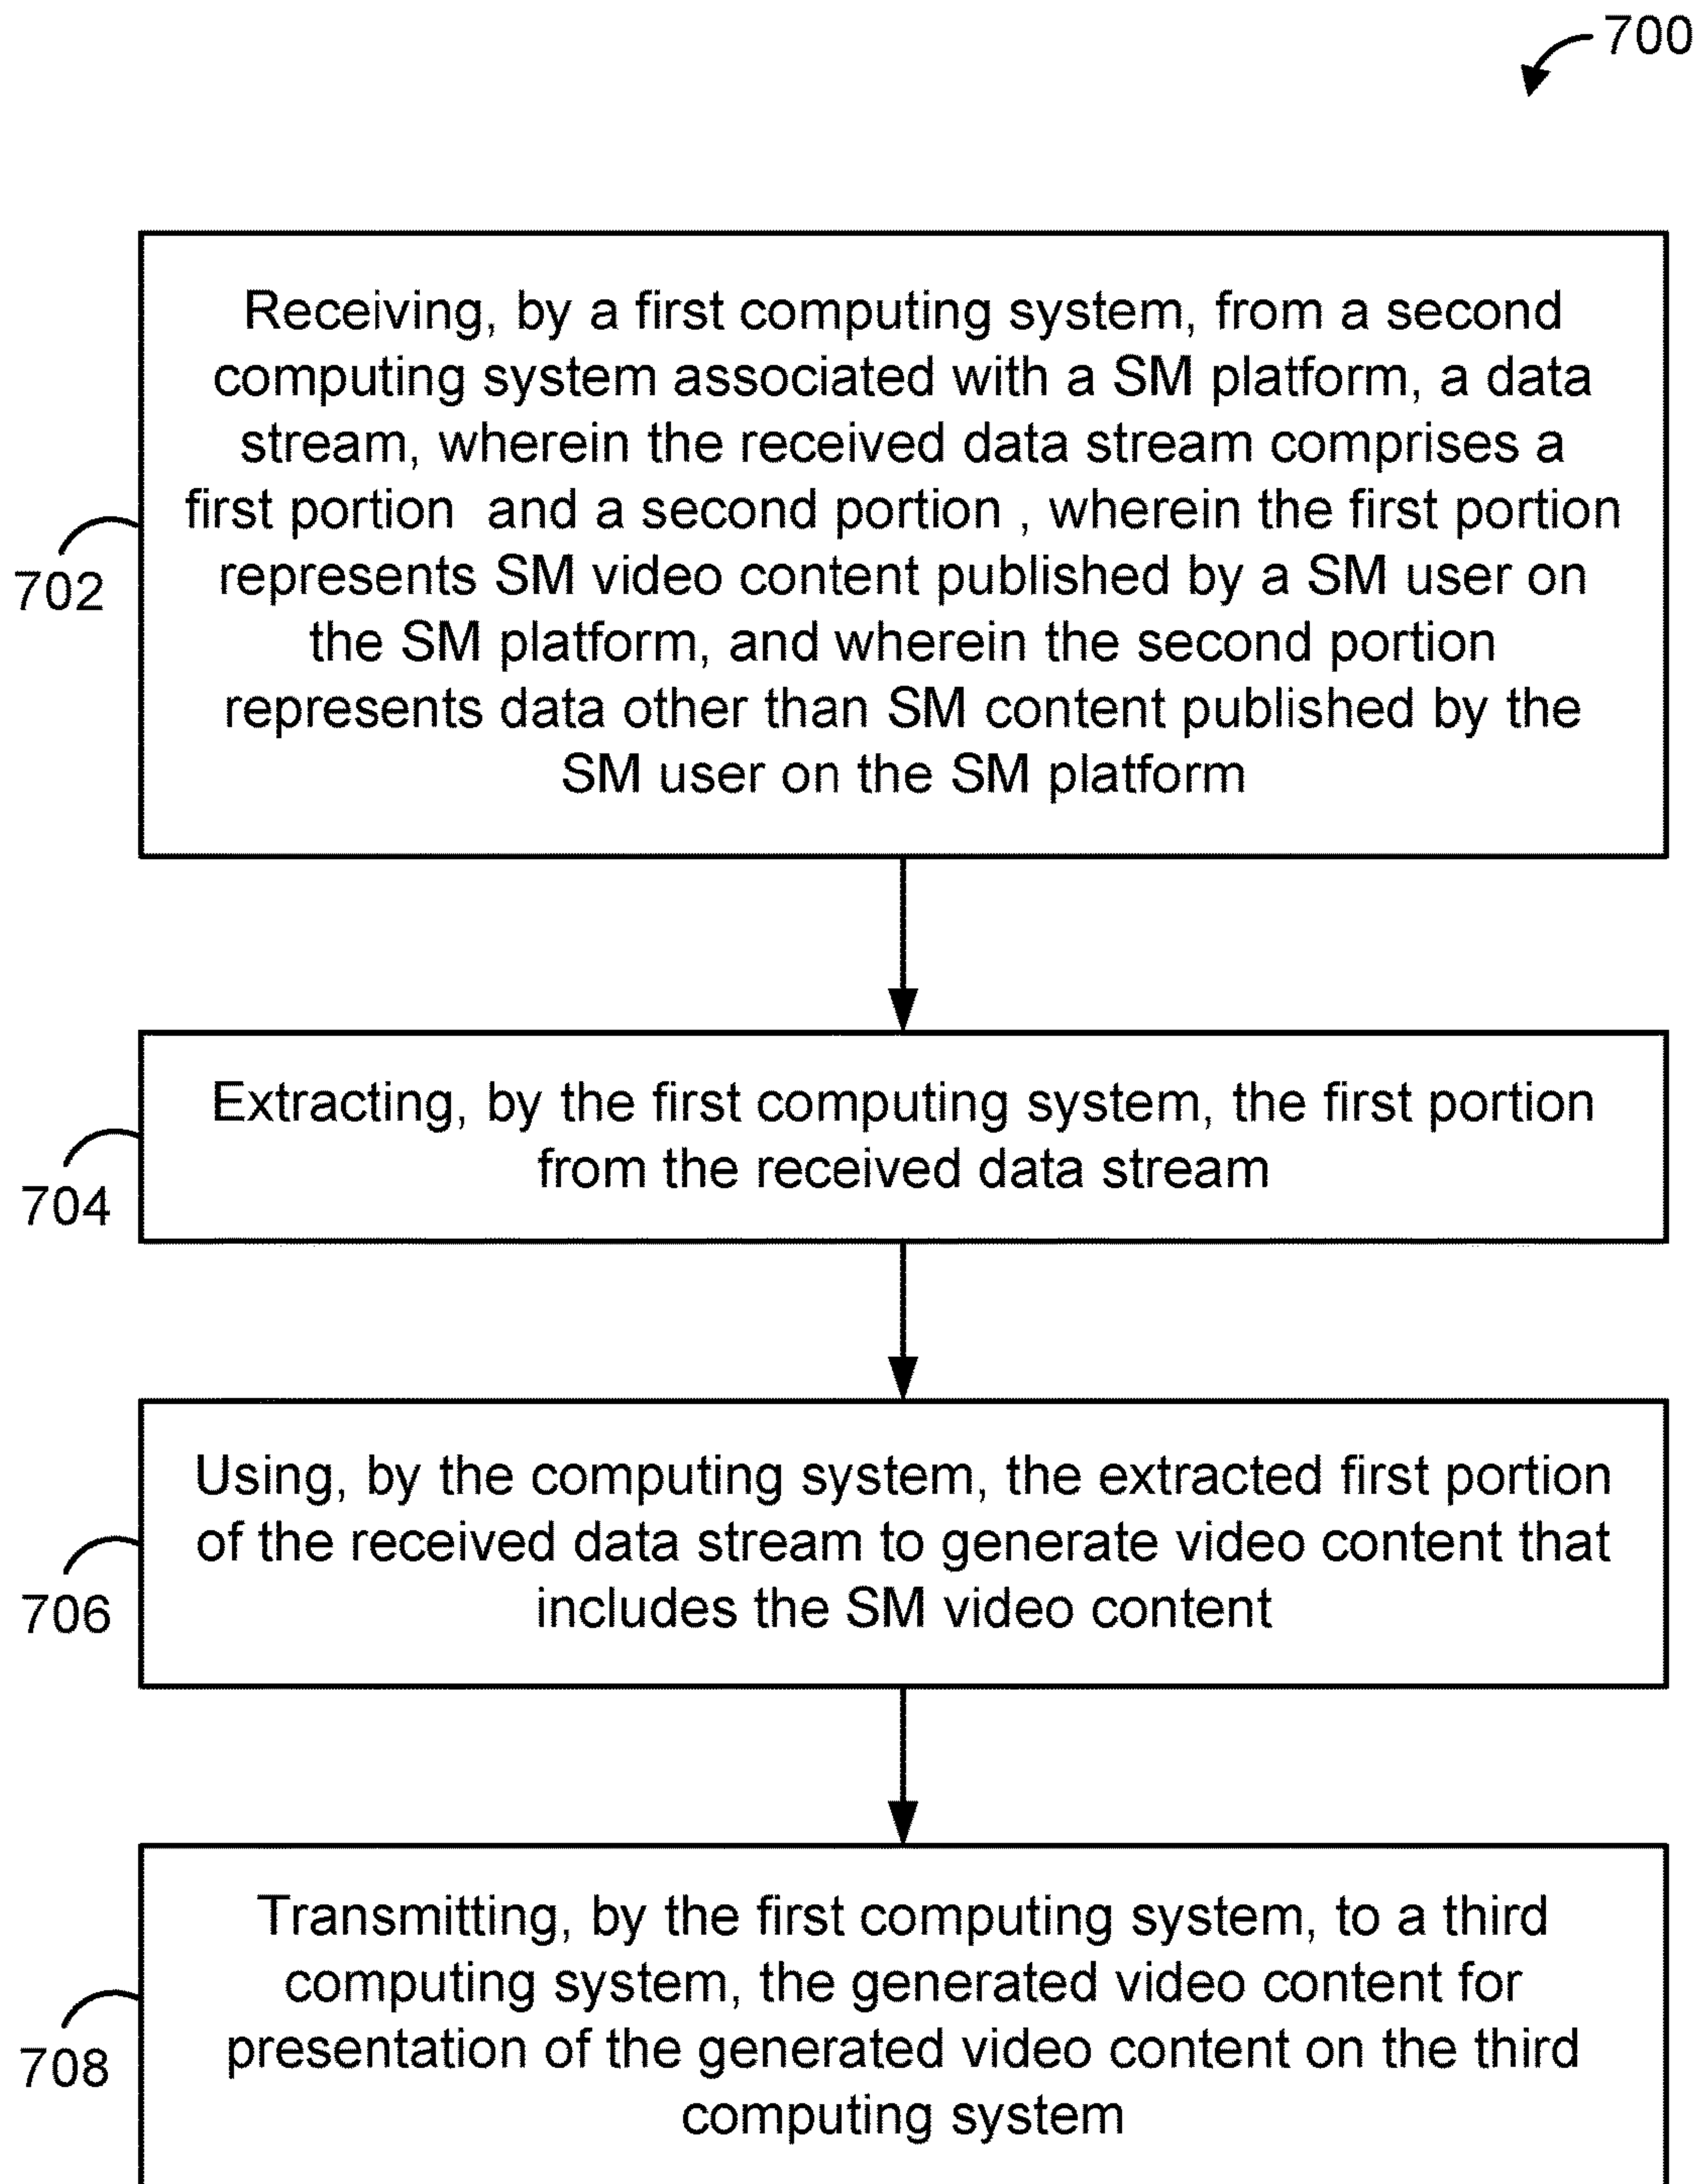 700
Receiving, by a first computing system, from a second
computing system associated with a SM platform, a data
stream, wherein the received data stream comprises a
first portion  and a second portion , wherein the first portion
represents SM video content published by a SM user on
the SM platform, and wherein the second portion
represents data other than SM content published by the
SM user on the SM platform
702
Extracting, by the first computing system, the first portion
from the received data stream
704
Using, by the computing system, the extracted first portion
of the received data stream to generate video content that
includes the SM video content
706
Transmitting, by the first computing system, to a third
computing system, the generated video content for
presentation of the generated video content on the third
computing system
708